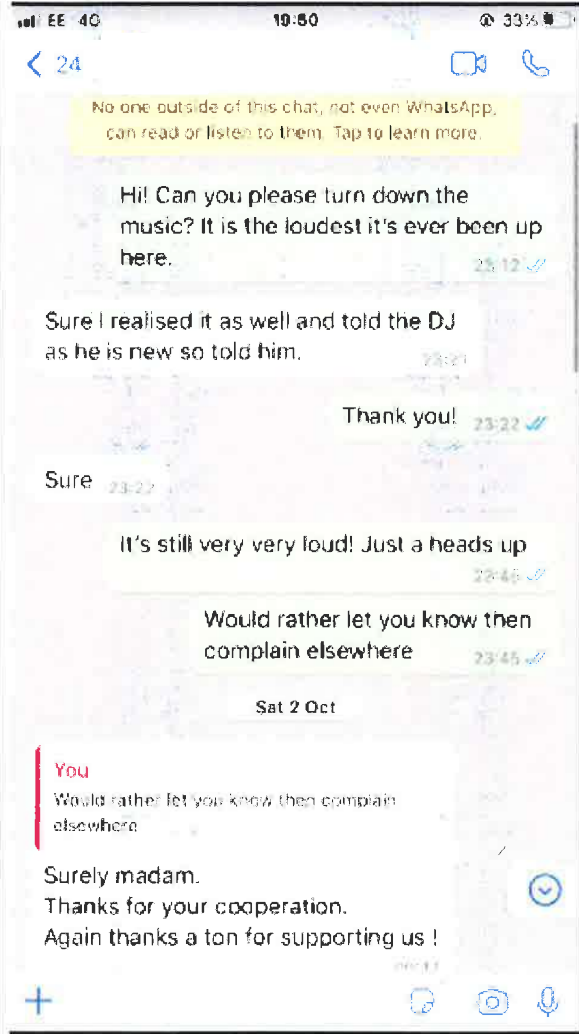 EE 4G
19:50
33%
24
No one outside of this chat, not even WhatsApp,
can read or listen to them. Tap to learn more.
Hi! Can you please turn down the
music? It is the loudest it's ever been up
here.
23:12
Sure I realised it as well and told the DJ
as he is new so told him.
23:21
Thank you!
23:22
Sure
23:22
It's still very very loud! Just a heads up
Would rather let you know then
complain elsewhere
23:45
Sat 2 Oct
You
Would rather let you know then complain
elsewhere
Surely madam.
Thanks for your cooperation.
Again thanks a ton for supporting us !